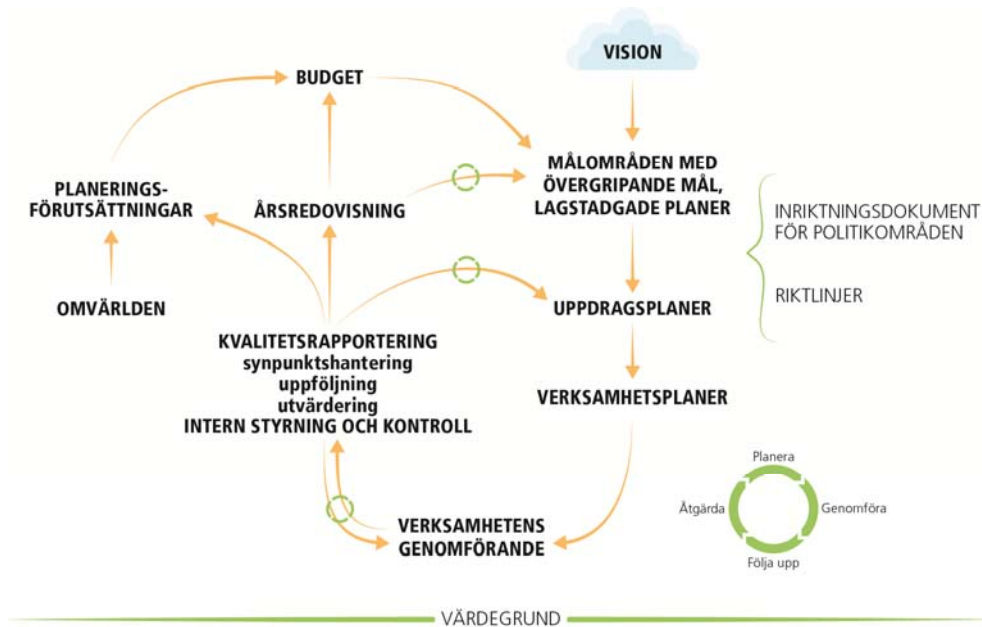 VISION
BUDGET
MÅLOMRÅDEN MED
ÖVERGRIPANDE MÅL,
LAGSTADGADE PLANER
PLANERINGS-
FÖRUTSÄTTNINGAR
ÅRSREDOVISNING
INRIKTNINGSDOKUMENT
FÖR POLITIKOMRÅDEN
RIKTLINJER
OMVÄRLDEN
UPPDRAGSPLANER
KVALITETSRAPPORTERING
synpunktshantering
uppföljning
utvärdering
INTERN STYRNING OCH KONTROLL
VERKSAMHETSPLANER
Planera
Åtgärda
Genomföra
Följa upp
VERKSAMHETENS
GENOMFÖRANDE
VÄRDEGRUND